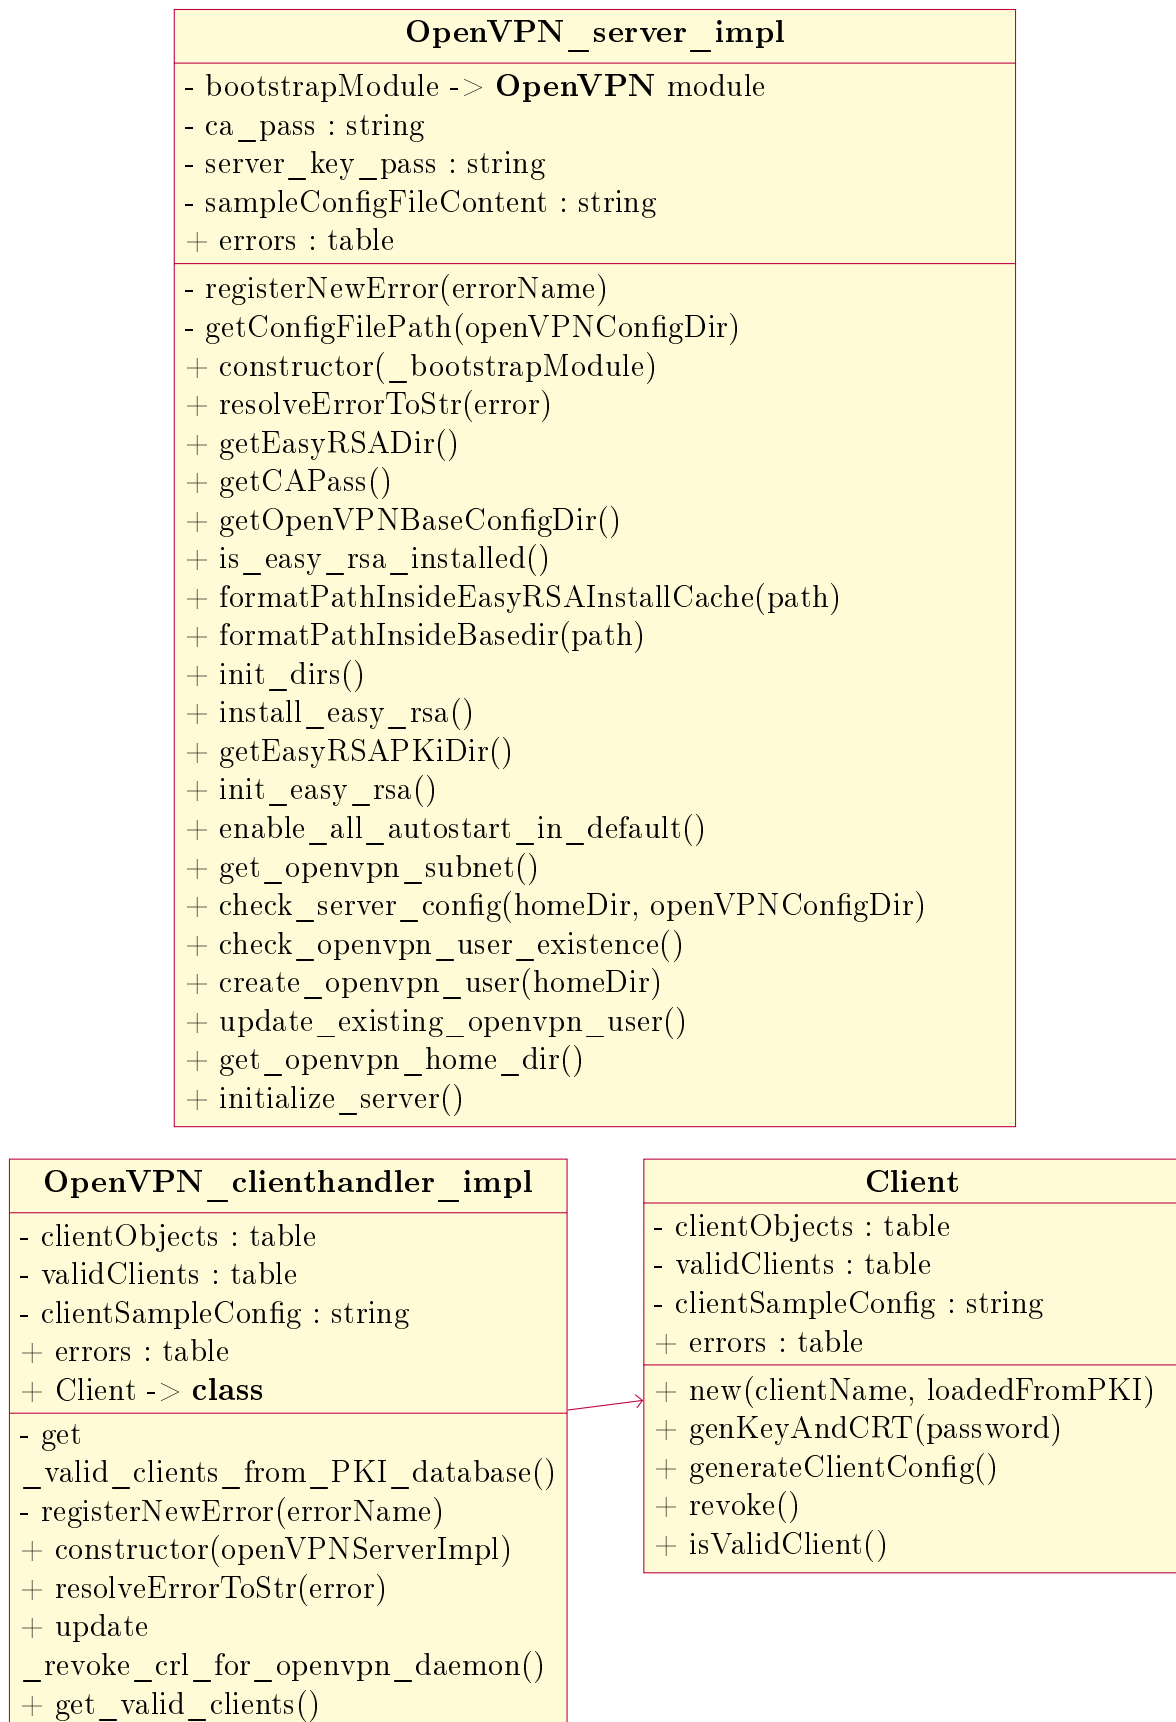 OpenVPN_server_impl
- bootstrapModule -> OpenVPN module
- ca_pass : string
- server_key_pass : string
- sampleConfigFileContent : string
+ errors : table
- registerNewError(errorName)
- getConfigFilePath(openVPNConfigDir)
+ constructor(_bootstrapModule)
+ resolveErrorToStr(error)
+ getEasyRSADir()
+ getCAPass()
+ getOpenVPNBaseConfigDir()
+ is_easy_rsa_installed()
+ formatPathInsideEasyRSAInstallCache(path)
+ formatPathInsideBasedir(path)
+ init_dirs()
+ install_easy_rsa()
+ getEasyRSAPKiDir()
+ init_easy_rsa()
+ enable_all_autostart_in_default()
+ get_openvpn_subnet()
+ check_server_config(homeDir, openVPNConfigDir)
+ check_openvpn_user_existence()
+ create_openvpn_user(homeDir)
+ update_existing_openvpn_user()
+ get_openvpn_home_dir()
+ initialize_server()
OpenVPN_clienthandler_impl
- clientObjects : table
- validClients : table
- clientSampleConfig : string
+ errors : table
+ Client -> class
- get
_valid_clients_from_PKI_database()
- registerNewError(errorName)
+ constructor(openVPNServerImpl)
+ resolveErrorToStr(error)
+ update
_revoke_crl_for_openvpn_daemon()
+ get_valid_clients()
Client
- clientObjects : table
- validClients : table
- clientSampleConfig : string
+ errors : table
+ new(clientName, loadedFromPKI)
+ genKeyAndCRT(password)
+ generateClientConfig()
+ revoke()
+ isValidClient()